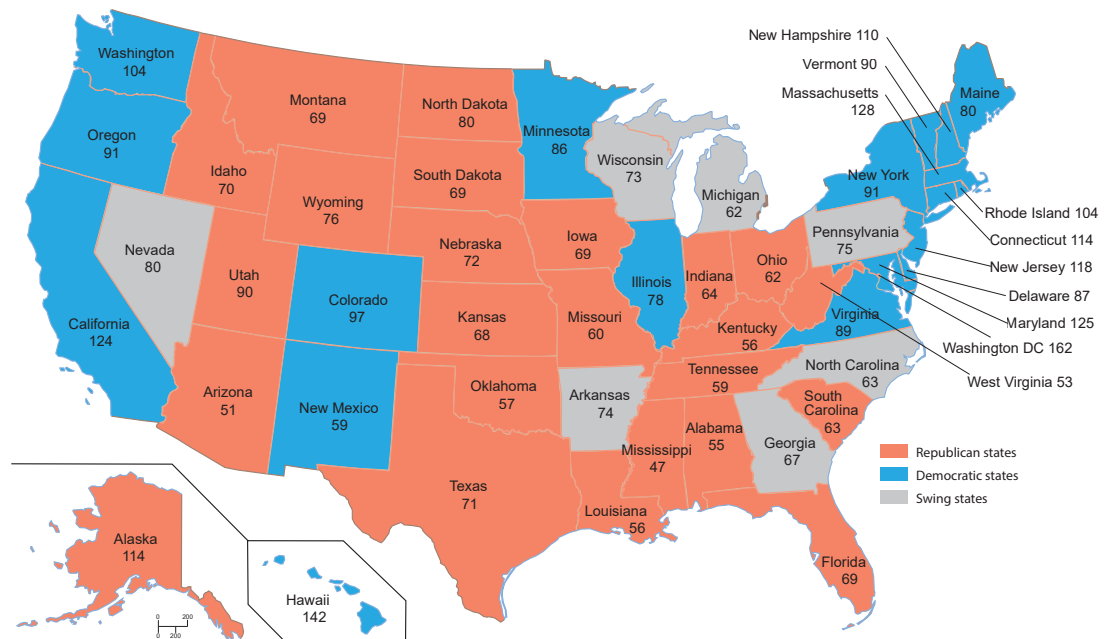 New Hampshire 110
Vermont 90
Massachusetts
128
Washington
104
Maine
80
Montana
69
North Dakota
80
Minnesota
86
Oregon
91
Wisconsin
73
Idaho
70
South Dakota
69
New York
91
Michigan
62
Wyoming
76
Rhode Island 104
Connecticut 114
Pennsylvania
75
Nevada
80
Nebraska
72
Iowa
69
Ohio
62
New Jersey 118
Utah
90
Colorado
97
Illinois
78
Indiana
64
Delaware 87
California
124
Kansas
68
Missouri
60
Virginia
89
Maryland 125
Kentucky
56
Washington DC 162
North Carolina
63
Tennessee
59
West Virginia 53
Arizona
51
New Mexico
59
Oklahoma
57
Arkansas
74
South
Carolina
63
Alabama
55
Mississippi
47
Georgia
67
Republican states
Democratic states
Swing states
Texas
71
Louisiana
56
Alaska
114
Florida
69
Hawaii
142
0 200
0 200